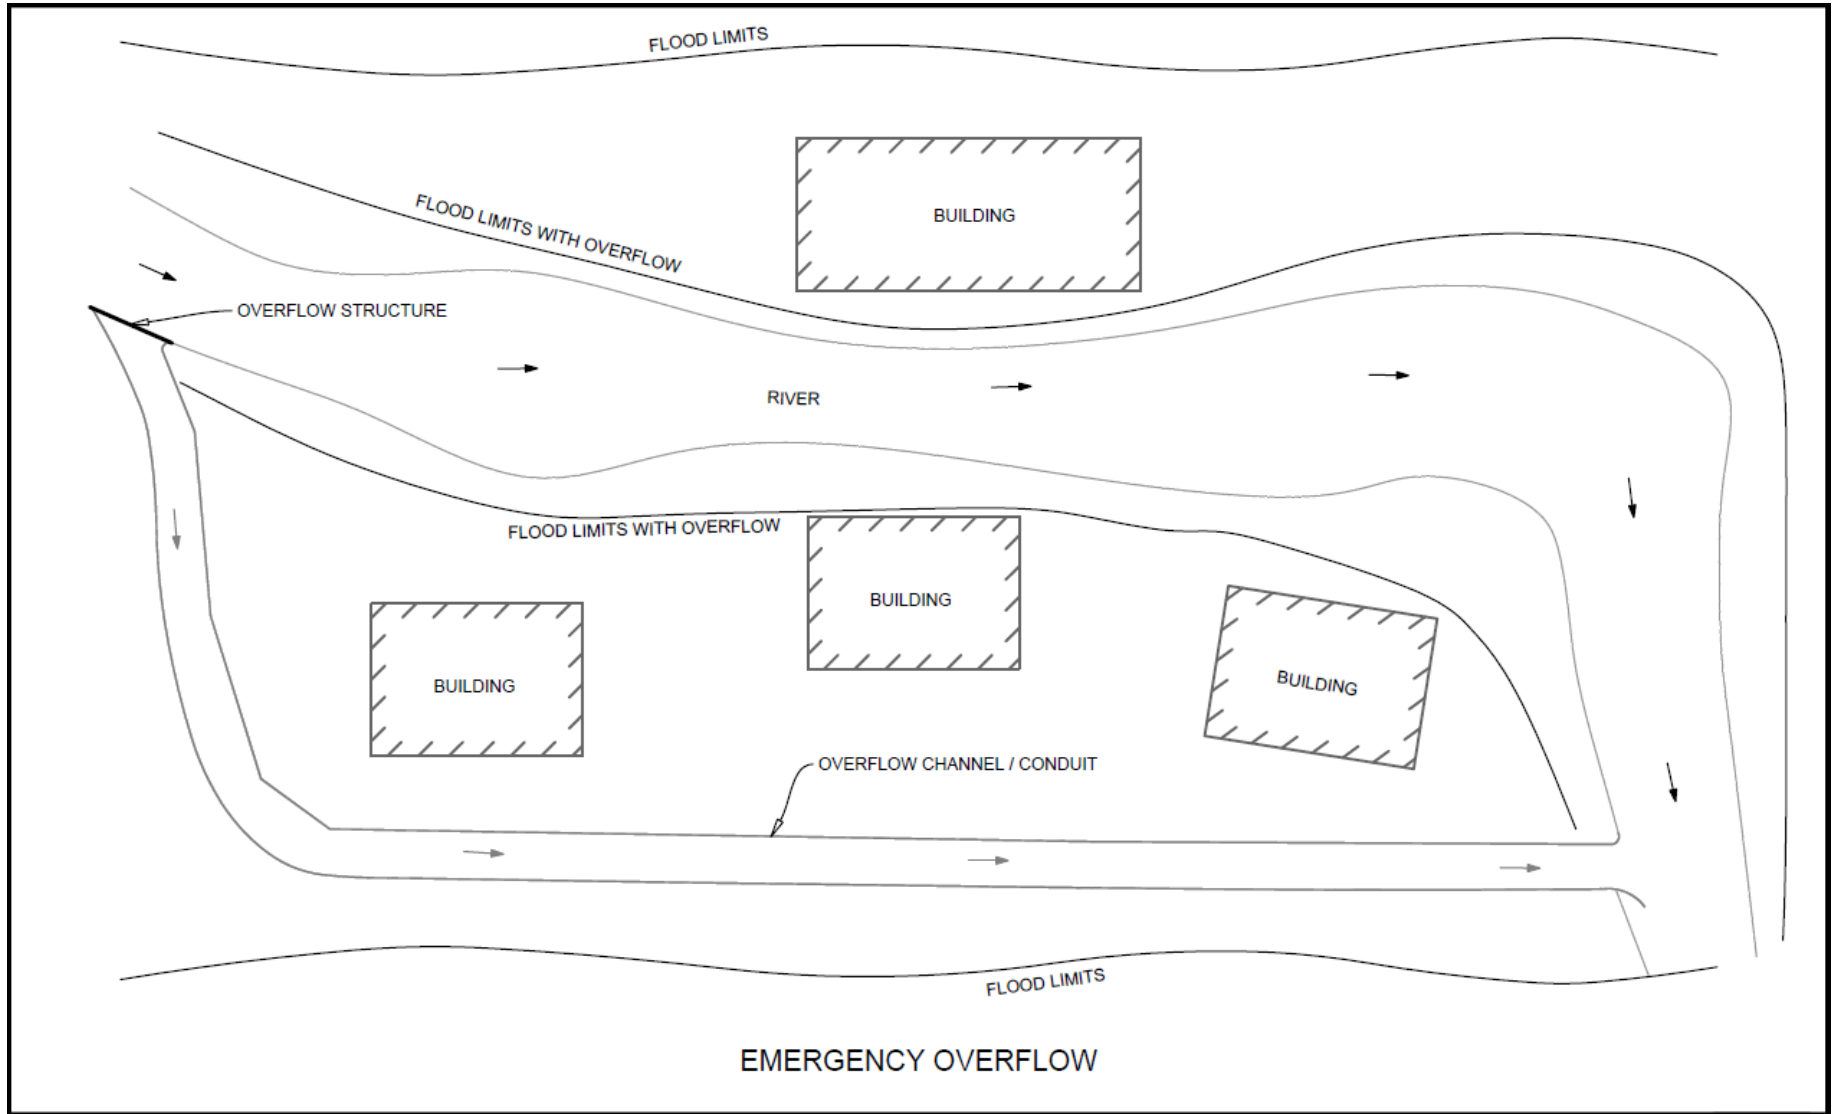 FLOOD LIMITS
BUILDING
FLOOD LIMITS WITH OVERFLOW
OVERFLOW STRUCTURE
RIVER
FLOOD LIMITS WITH OVERFLOW
BUILDING
BUILDING
BUILDING
OVERFLOW CHANNEL / CONDUIT
FLOOD LIMITS
EMERGENCY OVERFLOW